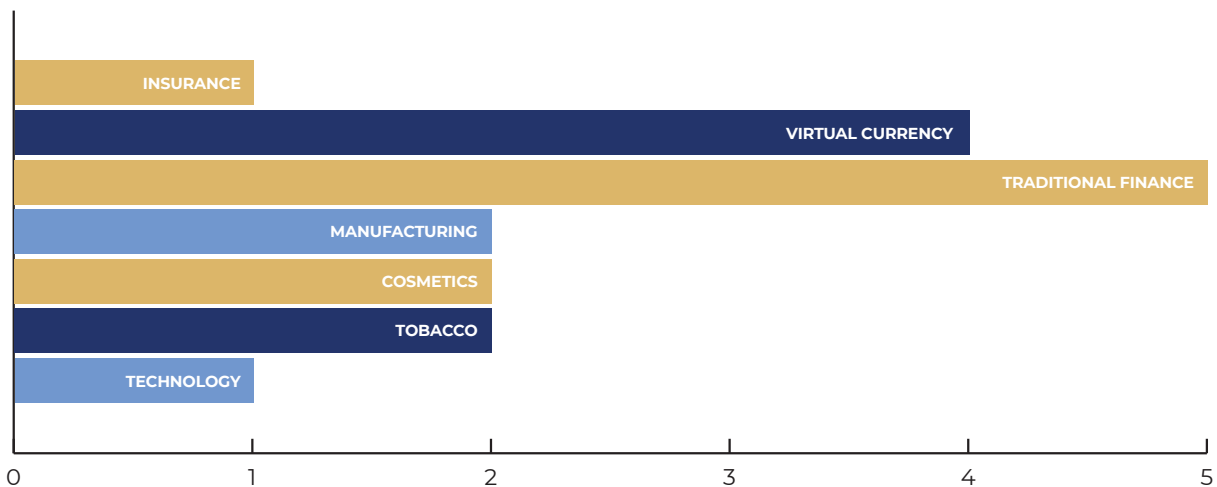 INSURANCE
VIRTUAL CURRENCY
TRADITIONAL FINANCE
MANUFACTURING
COSMETICS
TOBACCO
TECHNOLOGY
0 1 2 3 4 5